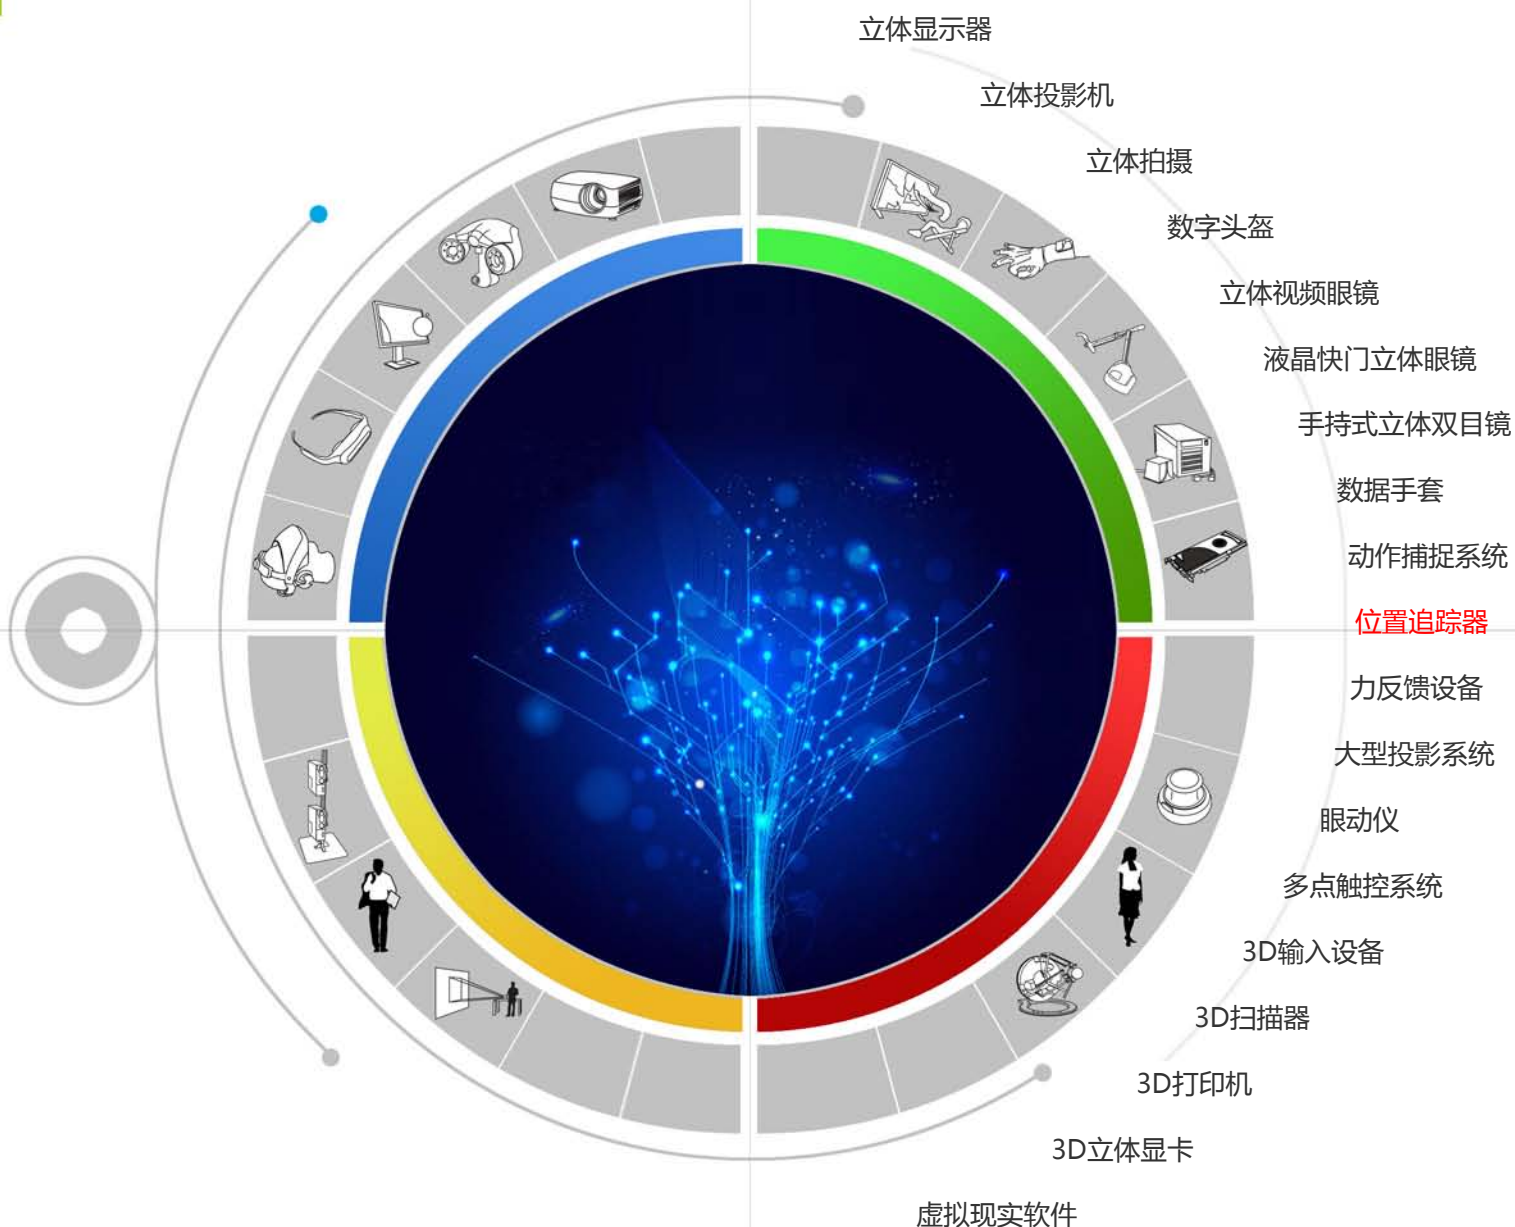 立体显示器
立体投影机
立体拍摄
数字头盔
立体视频眼镜
液晶快门立体眼镜
手持式立体双目镜
数据手套
动作捕捉系统
位置追踪器
力反馈设备
大型投影系统
眼动仪
多点触控系统
3D输入设备
3D扫描器
3D打印机
3D立体显卡
虚拟现实软件